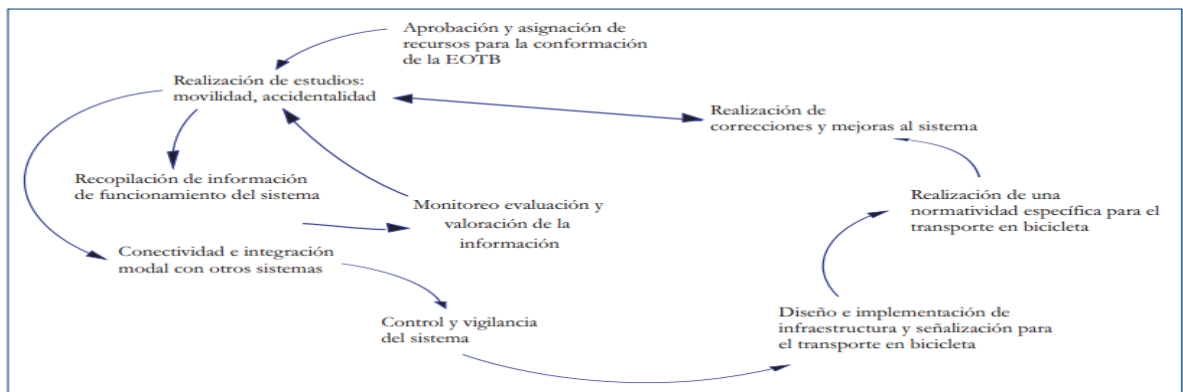 Aprobación y asignación de
recursos para la conformación
de la EOTB
Realización de estudios:
movilidad, accidentalidad
Realización de
correcciones y mejoras al sistema
Recopilación de información
de funcionamiento del sistema
Monitoreo evaluación y
valoración de la
información
Realización de una
normatividad específica para el
transporte en bicicleta
Conectividad e integración
modal con otros sistemas
Control y vigilancia
del sistema
Diseño e implementación de
infraestructura y señalización para
el transporte en bicicleta